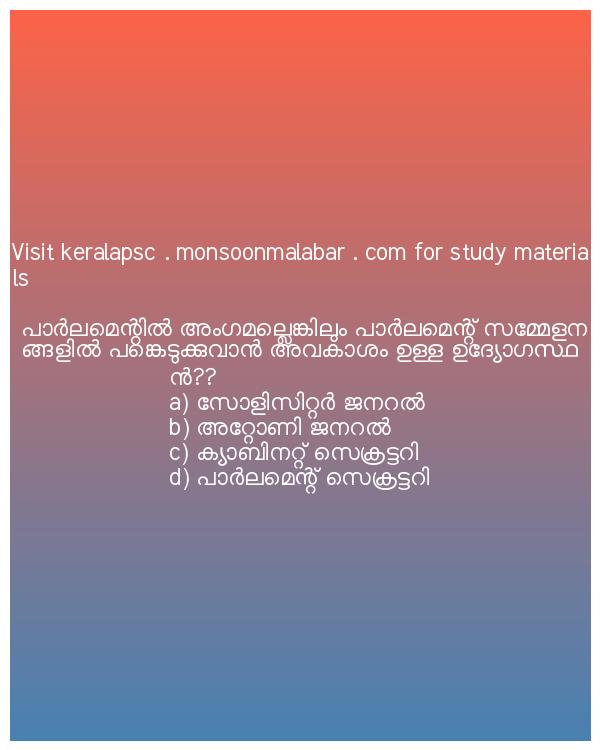 Visit keralapsc . monsoonmalabar . com for study materia
ls
പാർലമെന്റിൽ അംഗമല്ലെങ്കിലും പാർലമെന്റ് സമ്മേളന
ങ്ങളിൽ പങ്കെടുക്കുവാൻ അവകാശം ഉള്ള ഉദ്യോഗസ്ഥ
ൻ??
a) സോളിസിറ്റർ ജനറൽ
b) അറ്റോണി ജനറൽ
c) ക്യാബിനറ്റ് സെക്രട്ടറി
d) പാർലമെന്റ് സെക്രട്ടറി